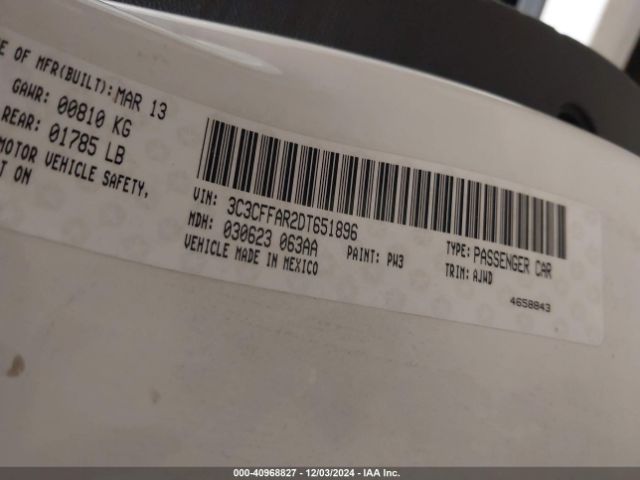 E OF MFR(BUILT): MAR 13
GAWR: 00810 KG
REAR: 01785 LB
MOTOR VEHICLE SAFETY,
T ON
VIN: 3C3CFFAR2DT651896
MDH: 030623 063AA
VEHICLE MADE IN MEXICO
PAINT: PW3
TYPE: PASSENGER CAR
TRIM: AJWD
4658843
000-40968827 - 12/03/2024 - IAA Inc.